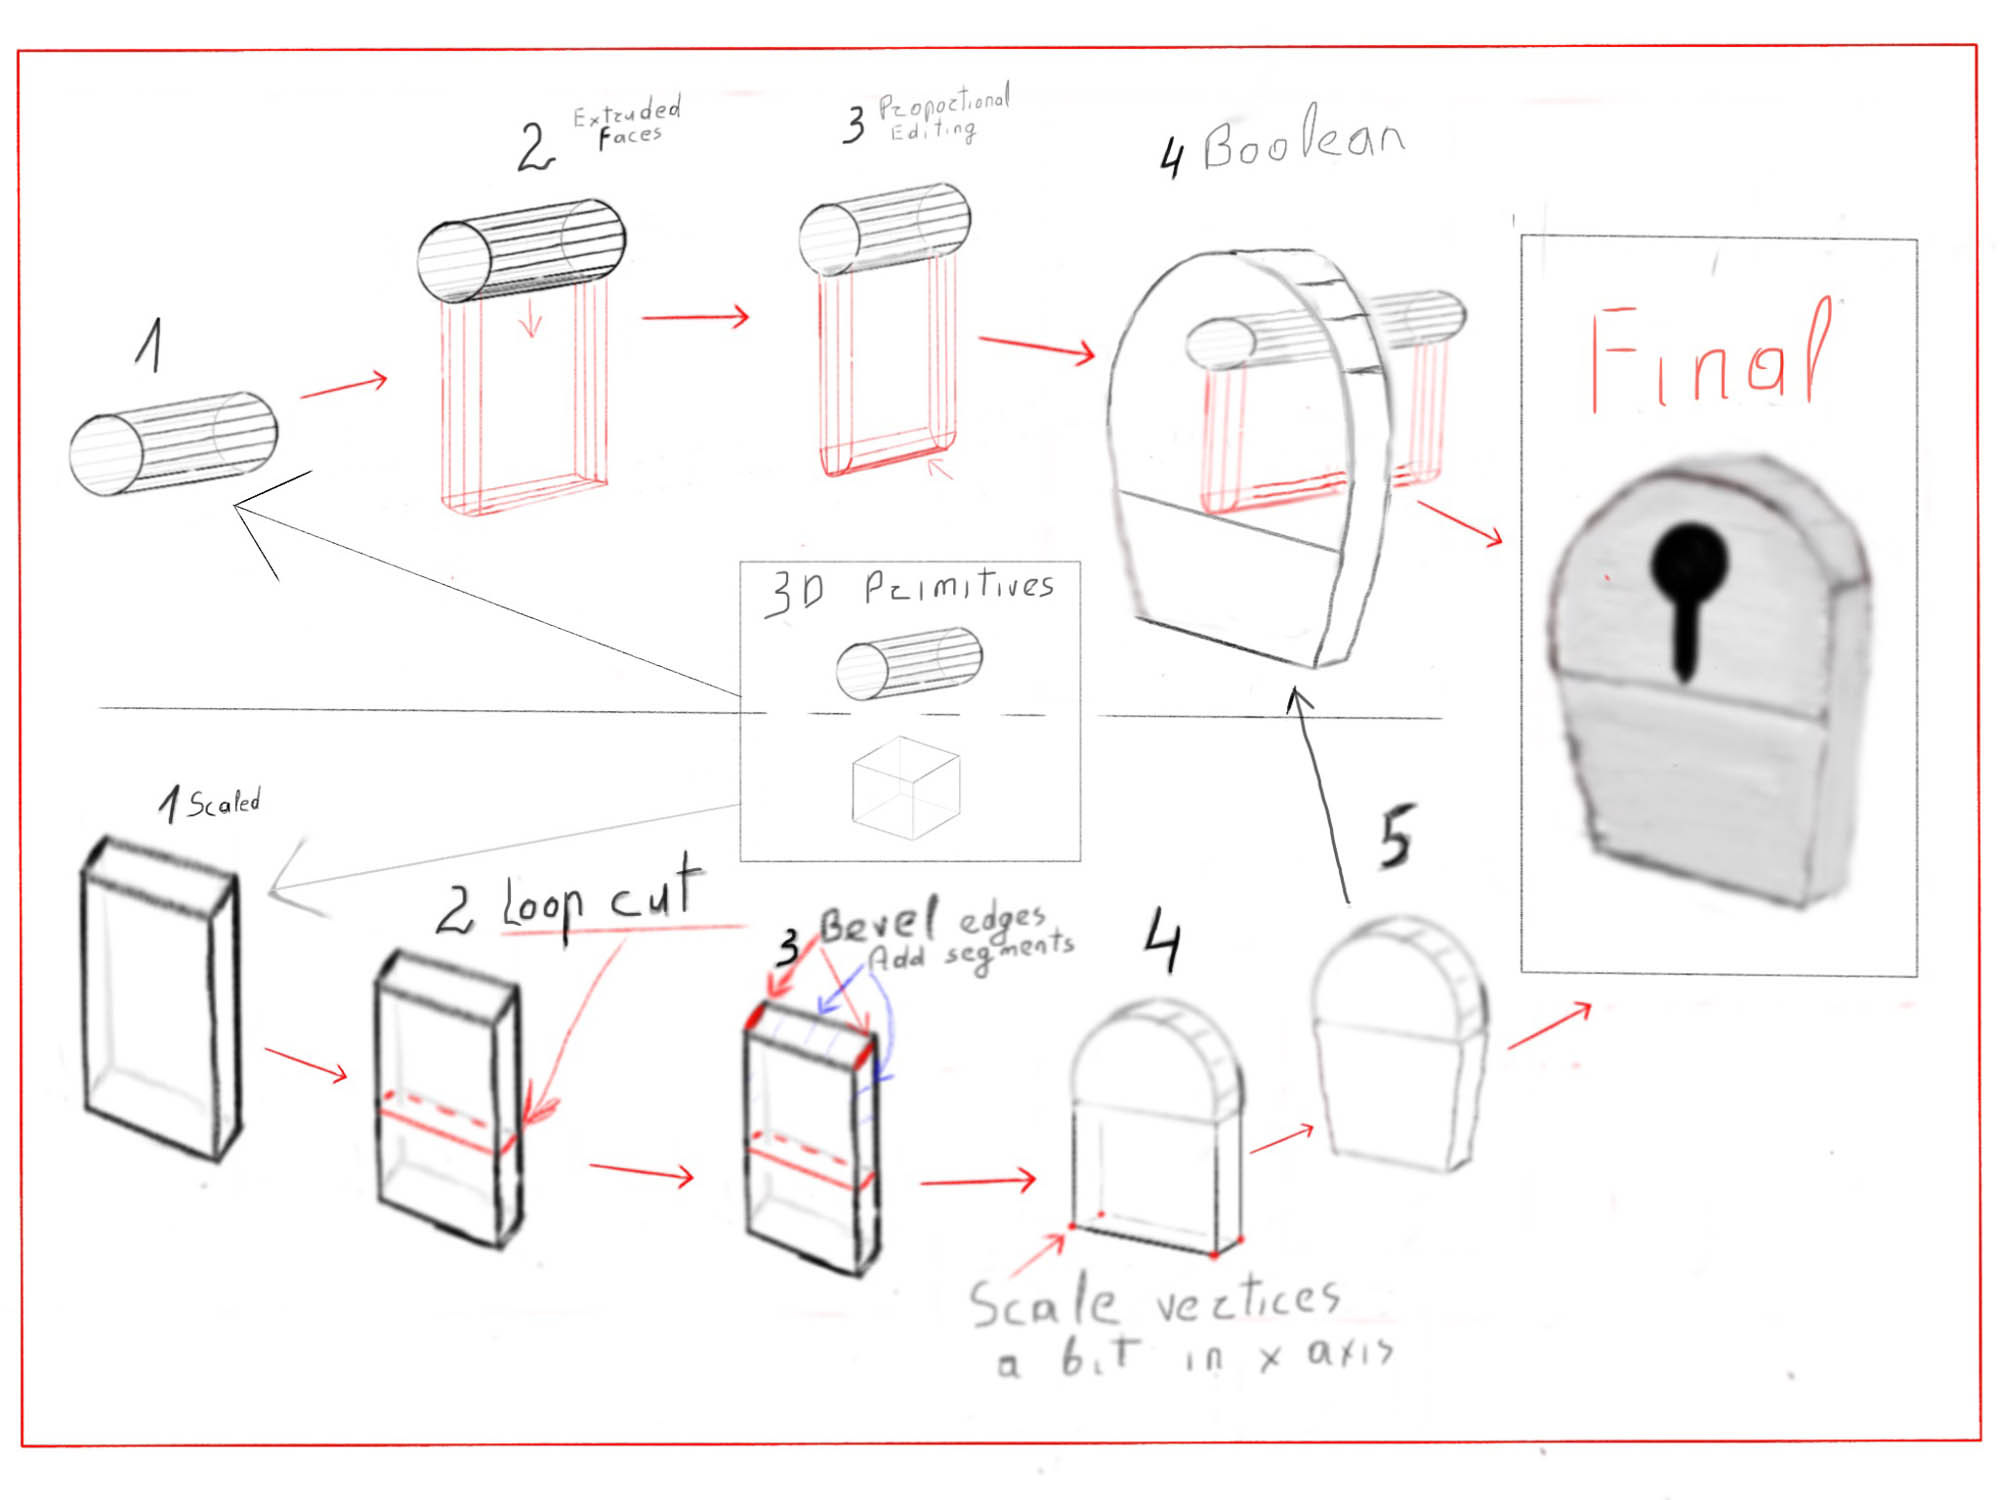 1
2 Extruded
Faces
3 Propoctional
Editing
4 Boolean
Final
3D Primitives
1 Scaled
2 Loop cut
3 Bevel edges
Add segments
4
5
Scale vertices
a bit in x axis